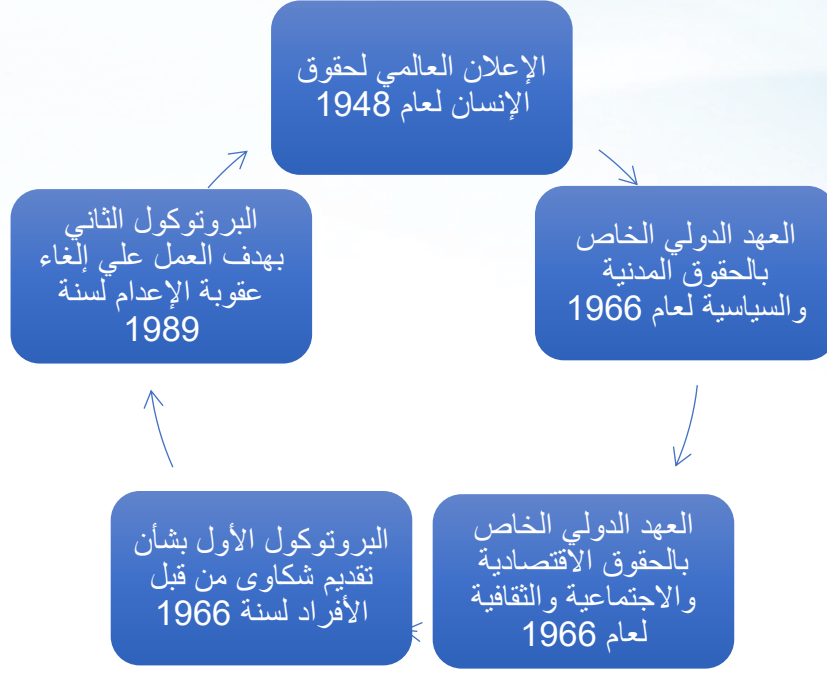 الإعلان العالمي لحقوق
الإنسان لعام 1948
العهد الدولي الخاص
بالحقوق المدنية
والسياسية لعام 1966
العهد الدولي الخاص
بالحقوق الاقتصادية
والاجتماعية والثقافية
لعام 1966
البروتوكول الأول بشأن
تقديم شكاوى من قبل
الأفراد لسنة 1966
البروتوكول الثاني
بهدف العمل علي إلغاء
عقوبة الإعدام لسنة
1989